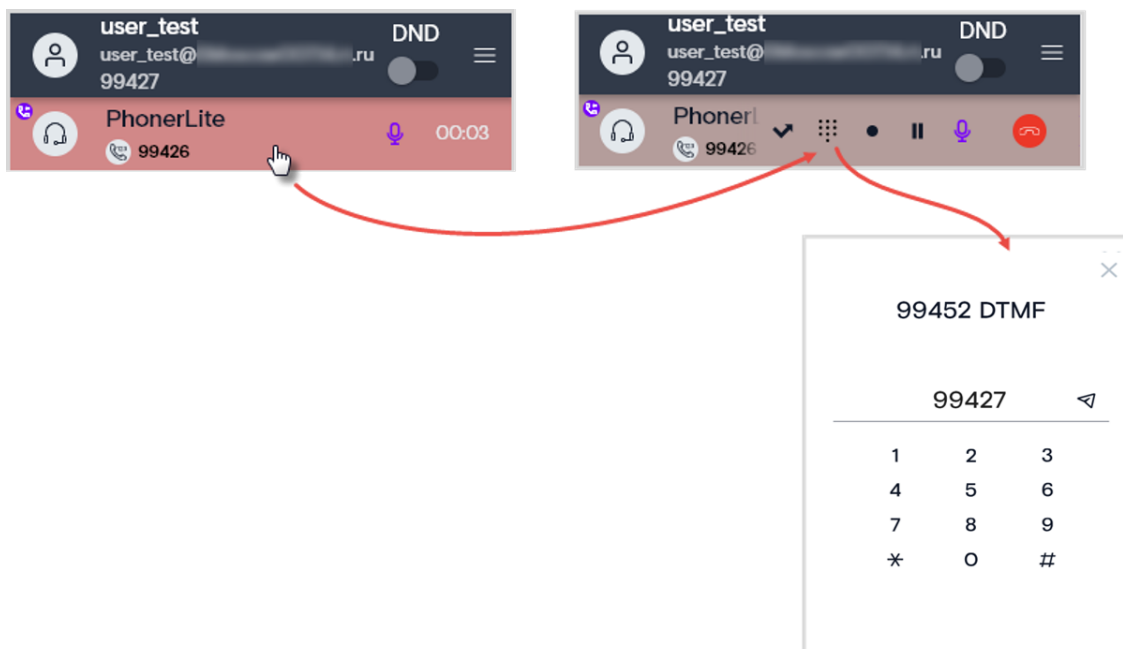 user_test
DND
user_test@ .ru
99427
PhonerLite
99426
00:03
user_test
DND
user_test@ .ru
99427
Phonerl
99426
99452 DTMF
99427
1 2 3
4 5 6
7 8 9
* 0 #